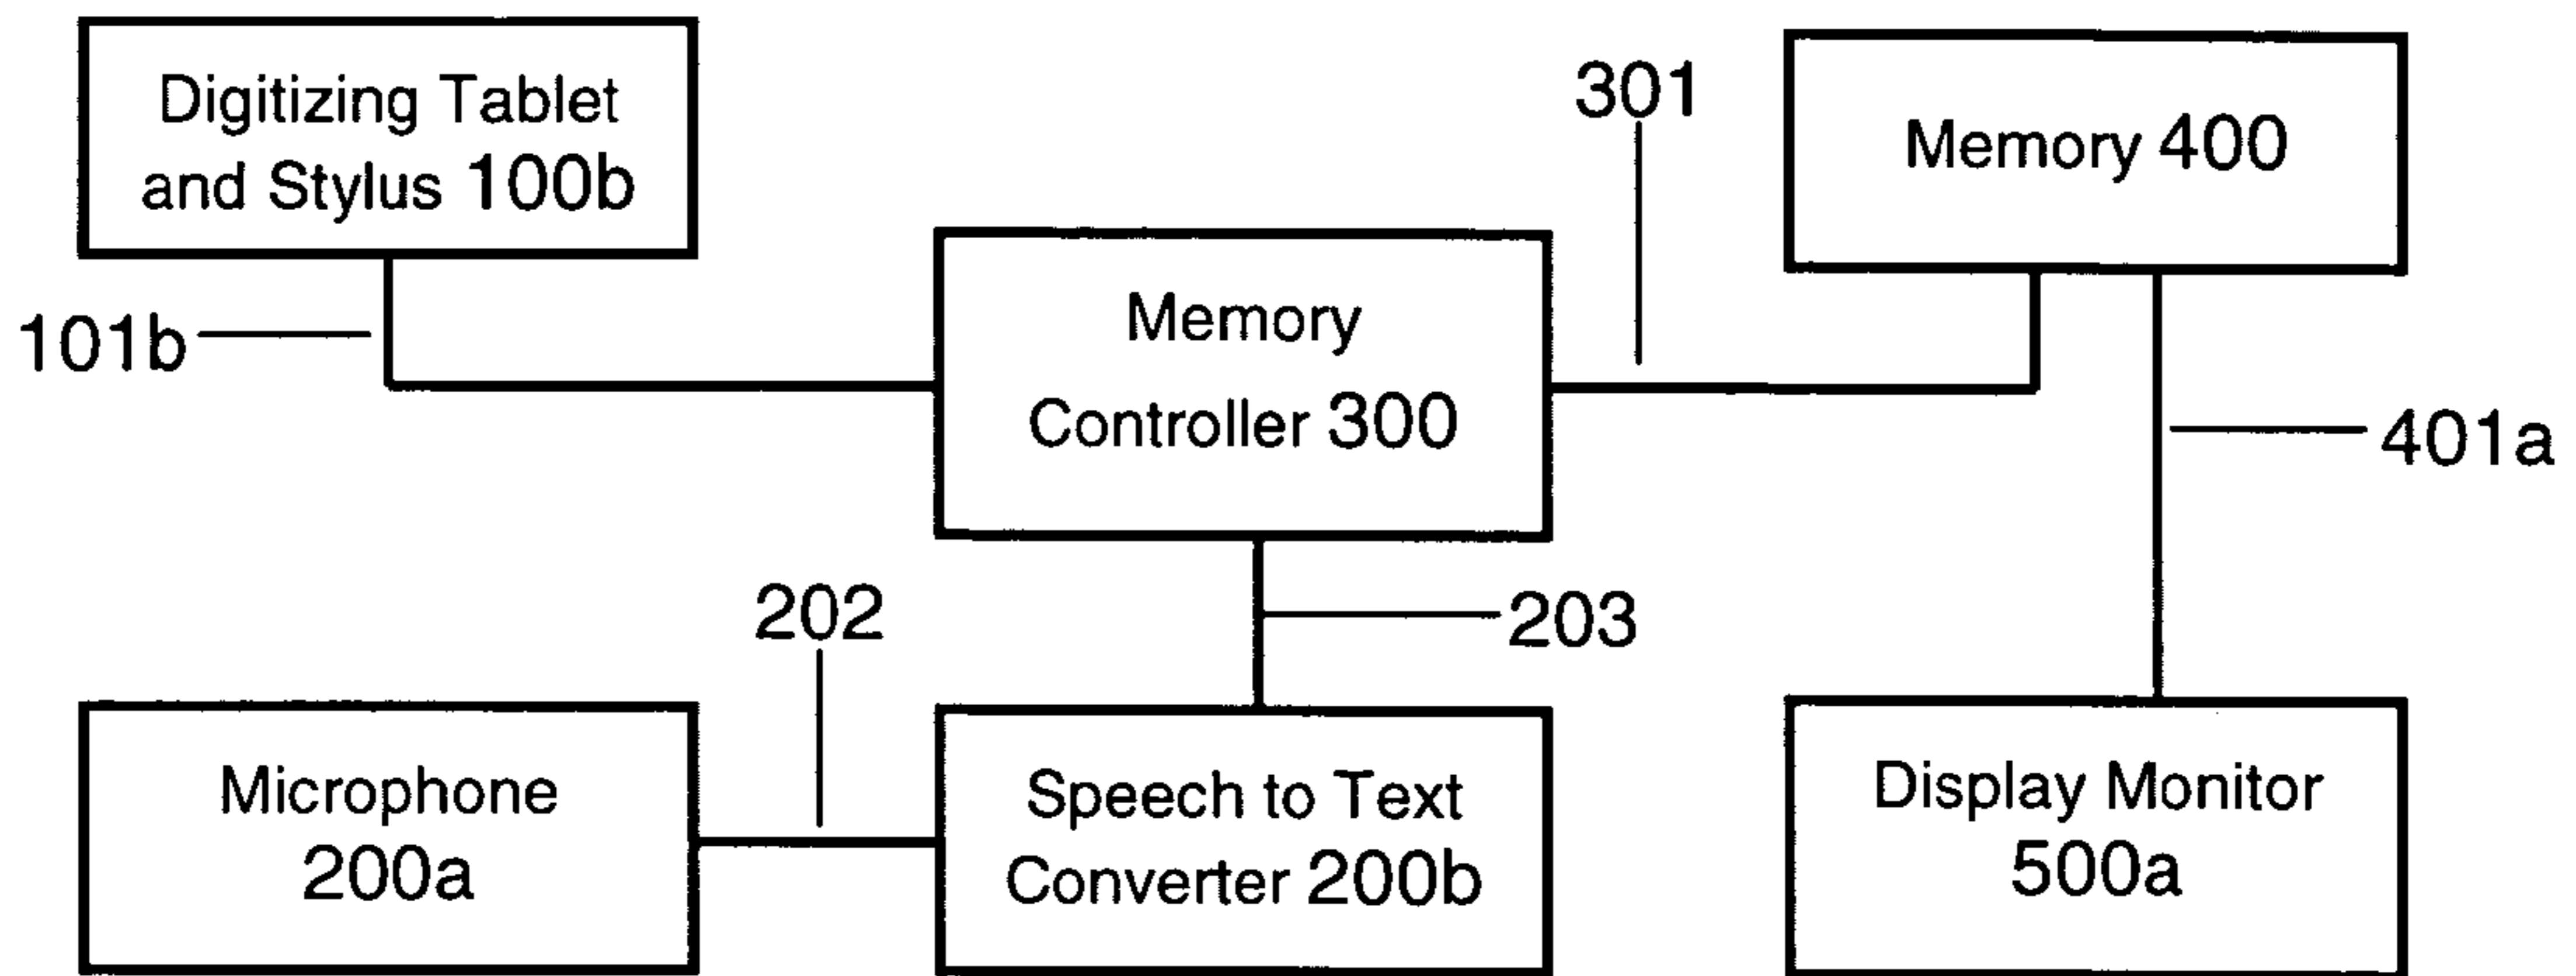 Digitizing Tablet
and Stylus 100b
301
Memory 400
Memory
Controller 300
101b
401a
202
203
Microphone
200a
Speech to Text
Converter 200b
Display Monitor
500a